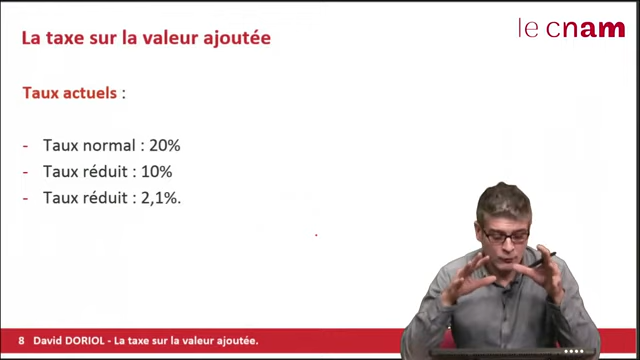 La taxe sur la valeur ajoutée
le cnam
Taux actuels :
- Taux normal : 20%
- Taux réduit : 10%
- Taux réduit : 2,1%.
8 David DORIOL - La taxe sur la valeur ajoutée.